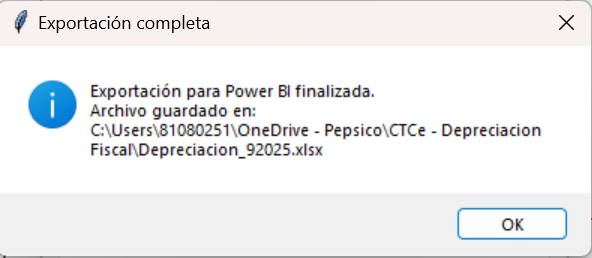 Exportación completa
Exportación para Power BI finalizada.
Archivo guardado en:
C:\Users\81080251\OneDrive - Pepsico\CTCe - Depreciacion
Fiscal\Depreciacion_92025.xlsx
OK